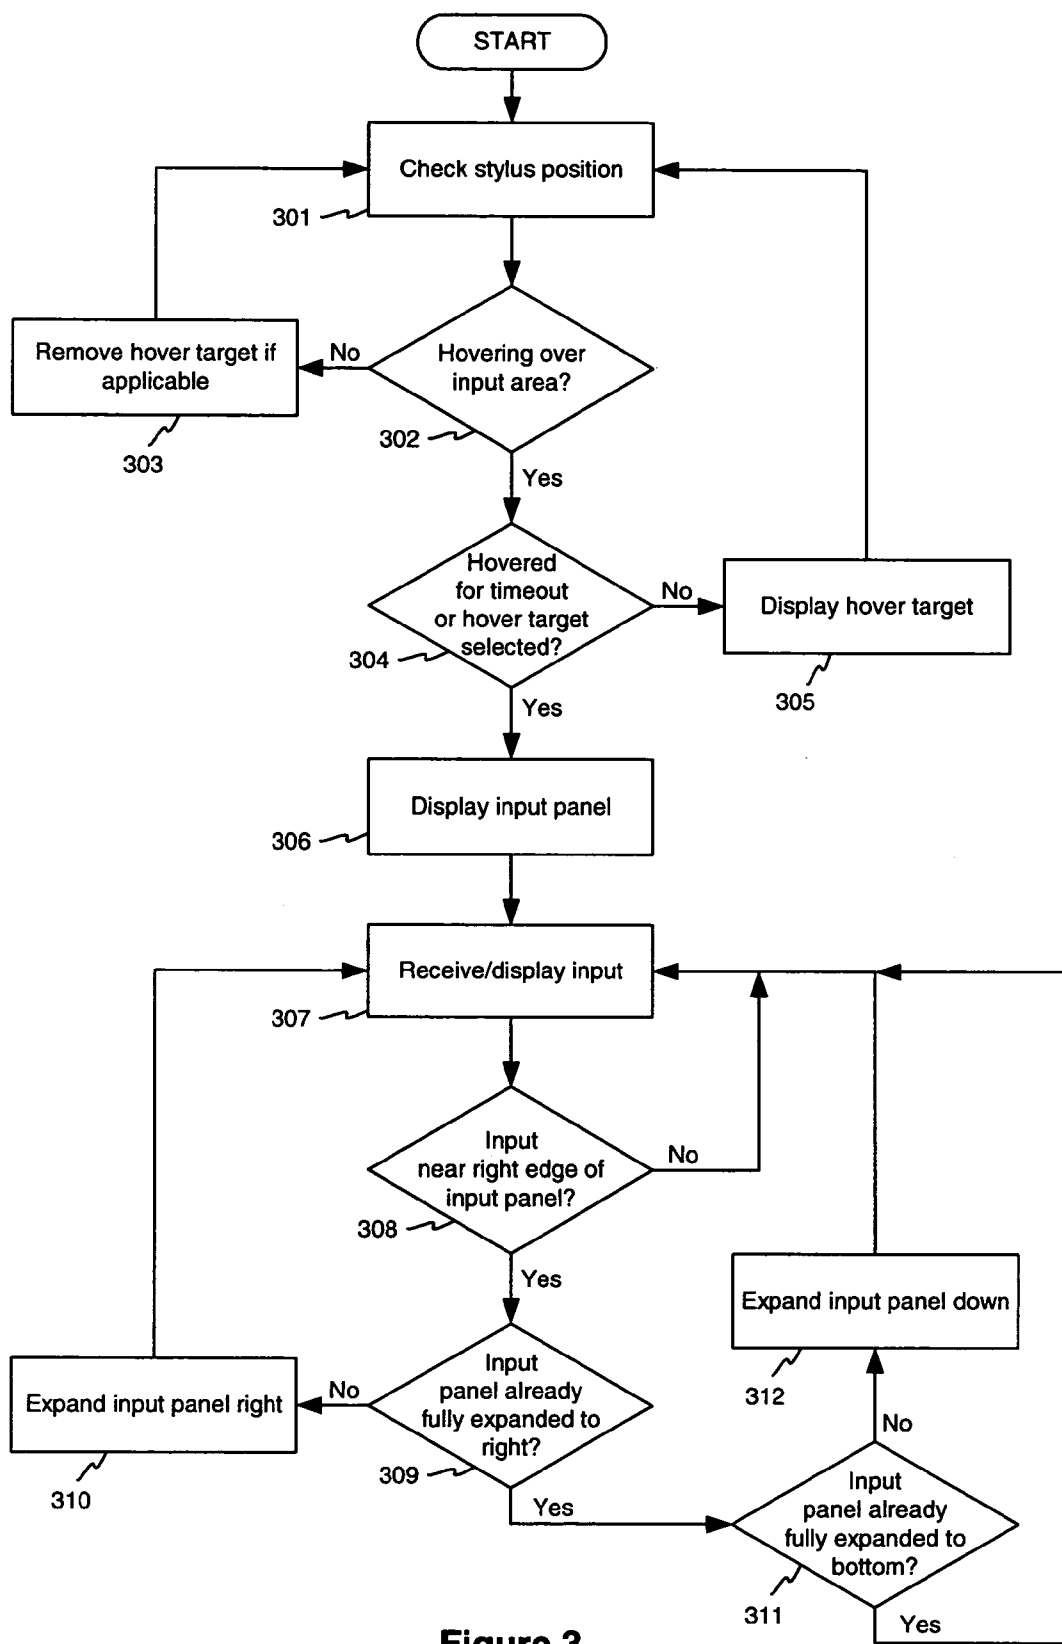 START
Check stylus position
301
Remove hover target if
applicable
303
No
Hovering over
input area?
302
Yes
Hovered
for timeout
or hover target
selected?
304
No
Display hover target
305
Yes
Display input panel
306
Receive/display input
307
Input
near right edge of
input panel?
308
No
Yes
Expand input panel down
312
Input
panel already
fully expanded to
right?
309
No
Expand input panel right
310
Yes
No
Input
panel already
fully expanded to
bottom?
311
Yes
Figure 3